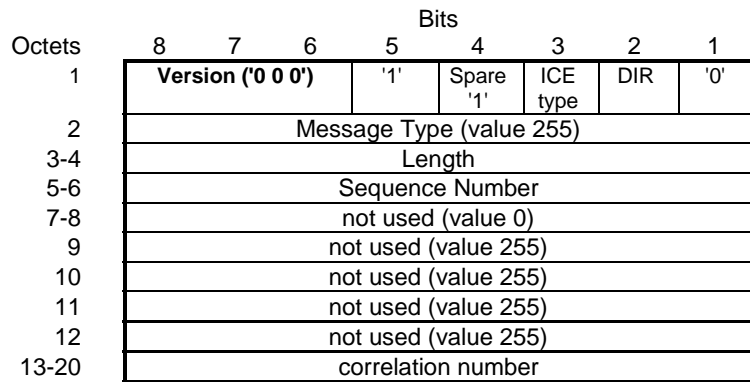 Bits
Octets 8 7 6 5 4 3 2 1
1 Version ('0 0 0') '1' Spare '1' ICE type DIR '0'
2 Message Type (value 255)
3-4 Length
5-6 Sequence Number
7-8 not used (value 0)
9 not used (value 255)
10 not used (value 255)
11 not used (value 255)
12 not used (value 255)
13-20 correlation number